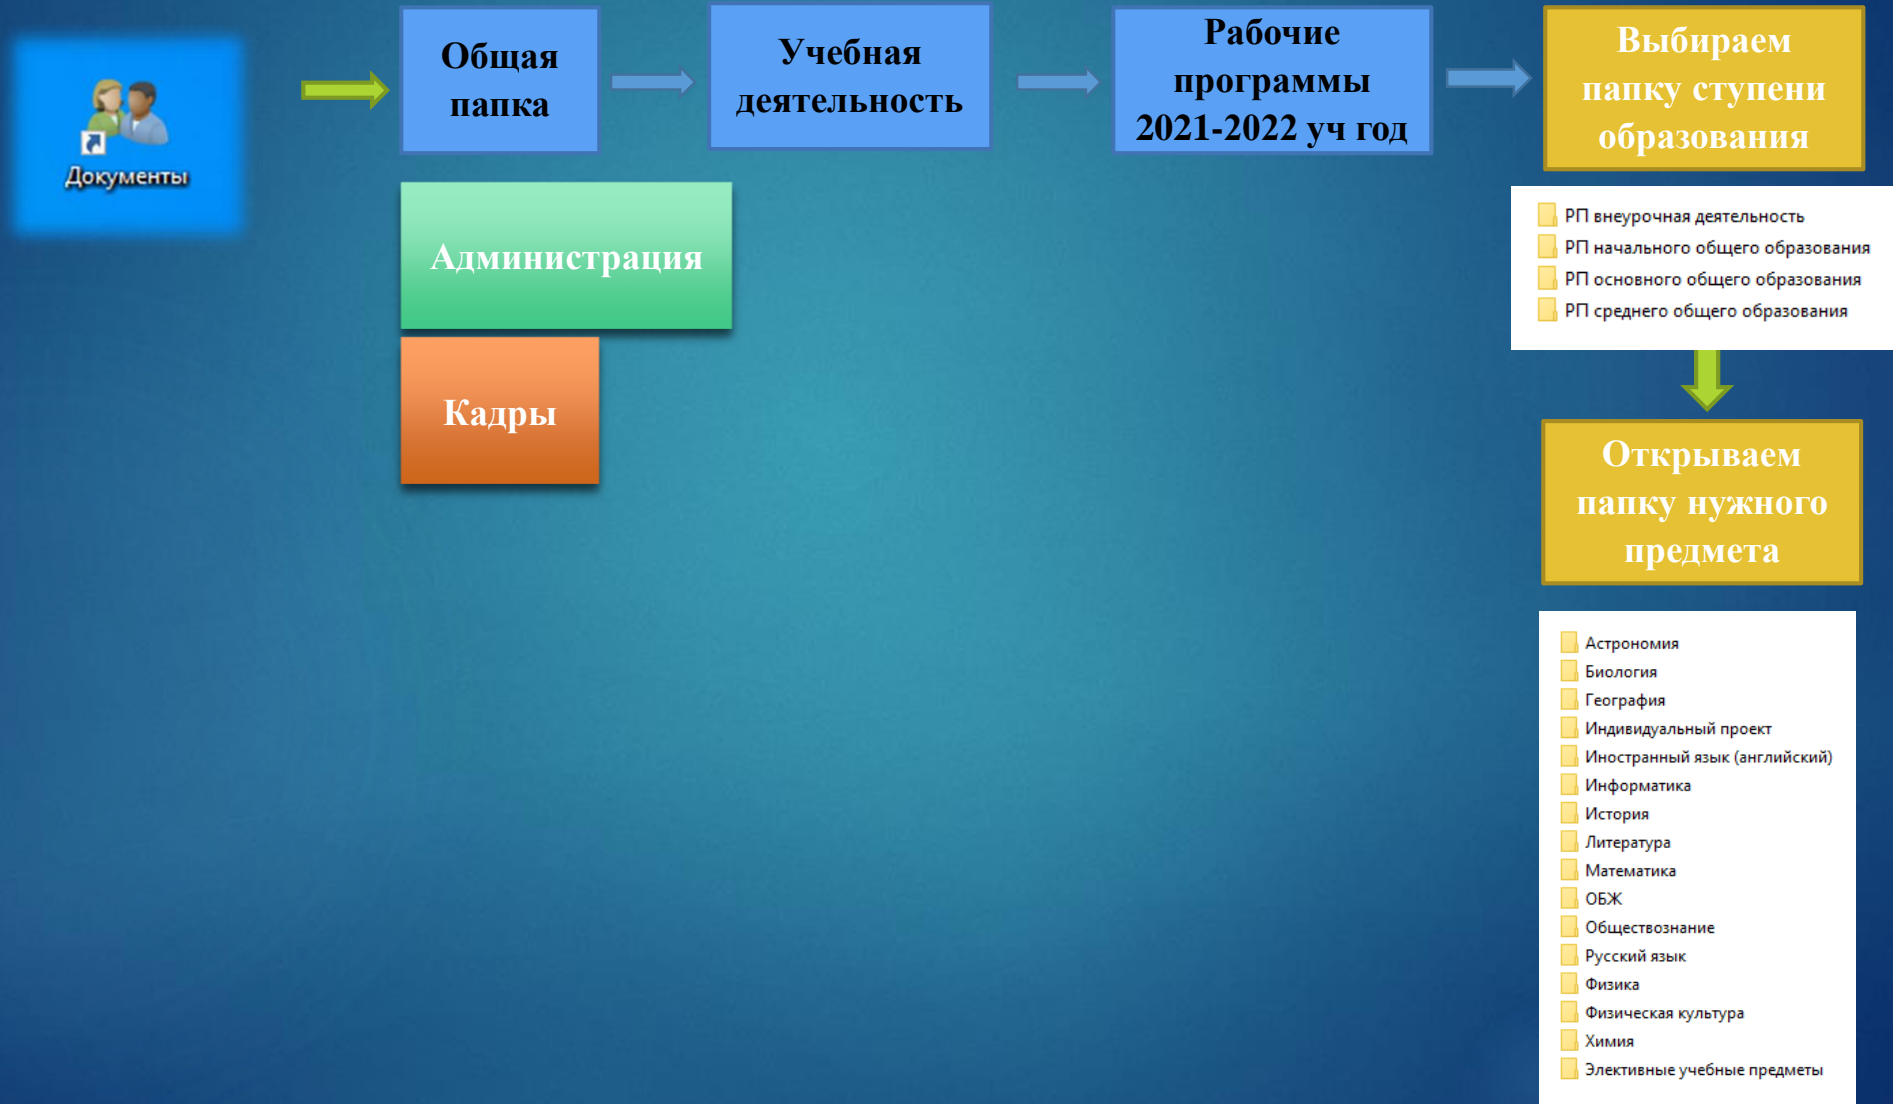 Документы
Общая
папка
Учебная
деятельность
Рабочие
программы
2021-2022 уч год
Выбираем
папку ступени
образования
Администрация
Кадры
РП внеурочная деятельность
РП начального общего образования
РП основного общего образования
РП среднего общего образования
Открываем
папку нужного
предмета
Астрономия
Биология
География
Индивидуальный проект
Иностранный язык (английский)
Информатика
История
Литература
Математика
ОБЖ
Обществознание
Русский язык
Физика
Физическая культура
Химия
Элективные учебные предметы